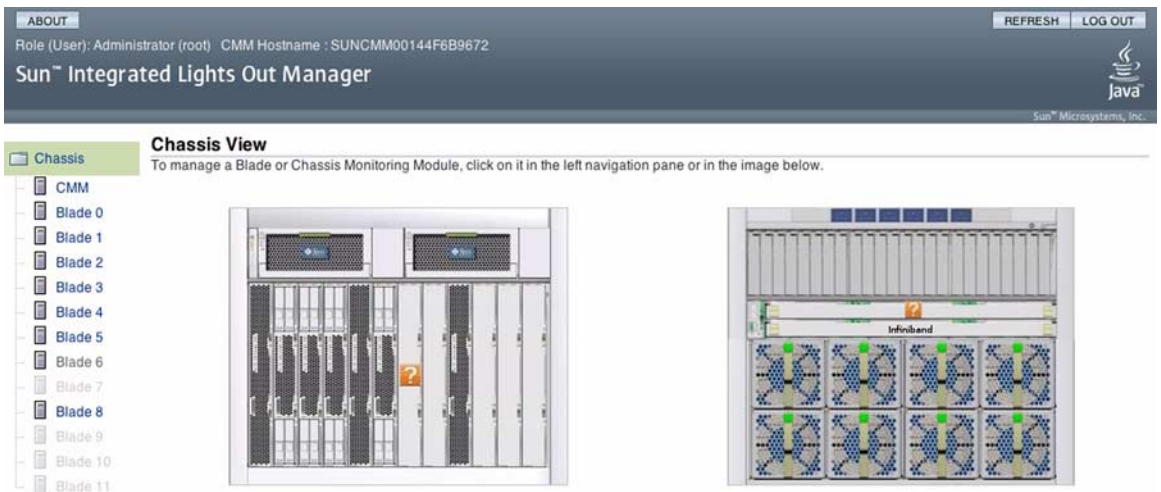 ABOUT
REFRESH LOG OUT
Role (User): Administrator (root) CMM Hostname : SUNCMM00144F6B9672
Sun™ Integrated Lights Out Manager
Java™
Sun™ Microsystems, Inc.
Chassis
CMM
Blade 0
Blade 1
Blade 2
Blade 3
Blade 4
Blade 5
Blade 6
Blade 7
Blade 8
Blade 9
Blade 10
Blade 11
Chassis View
To manage a Blade or Chassis Monitoring Module, click on it in the left navigation pane or in the image below.
?
?
Infiniband